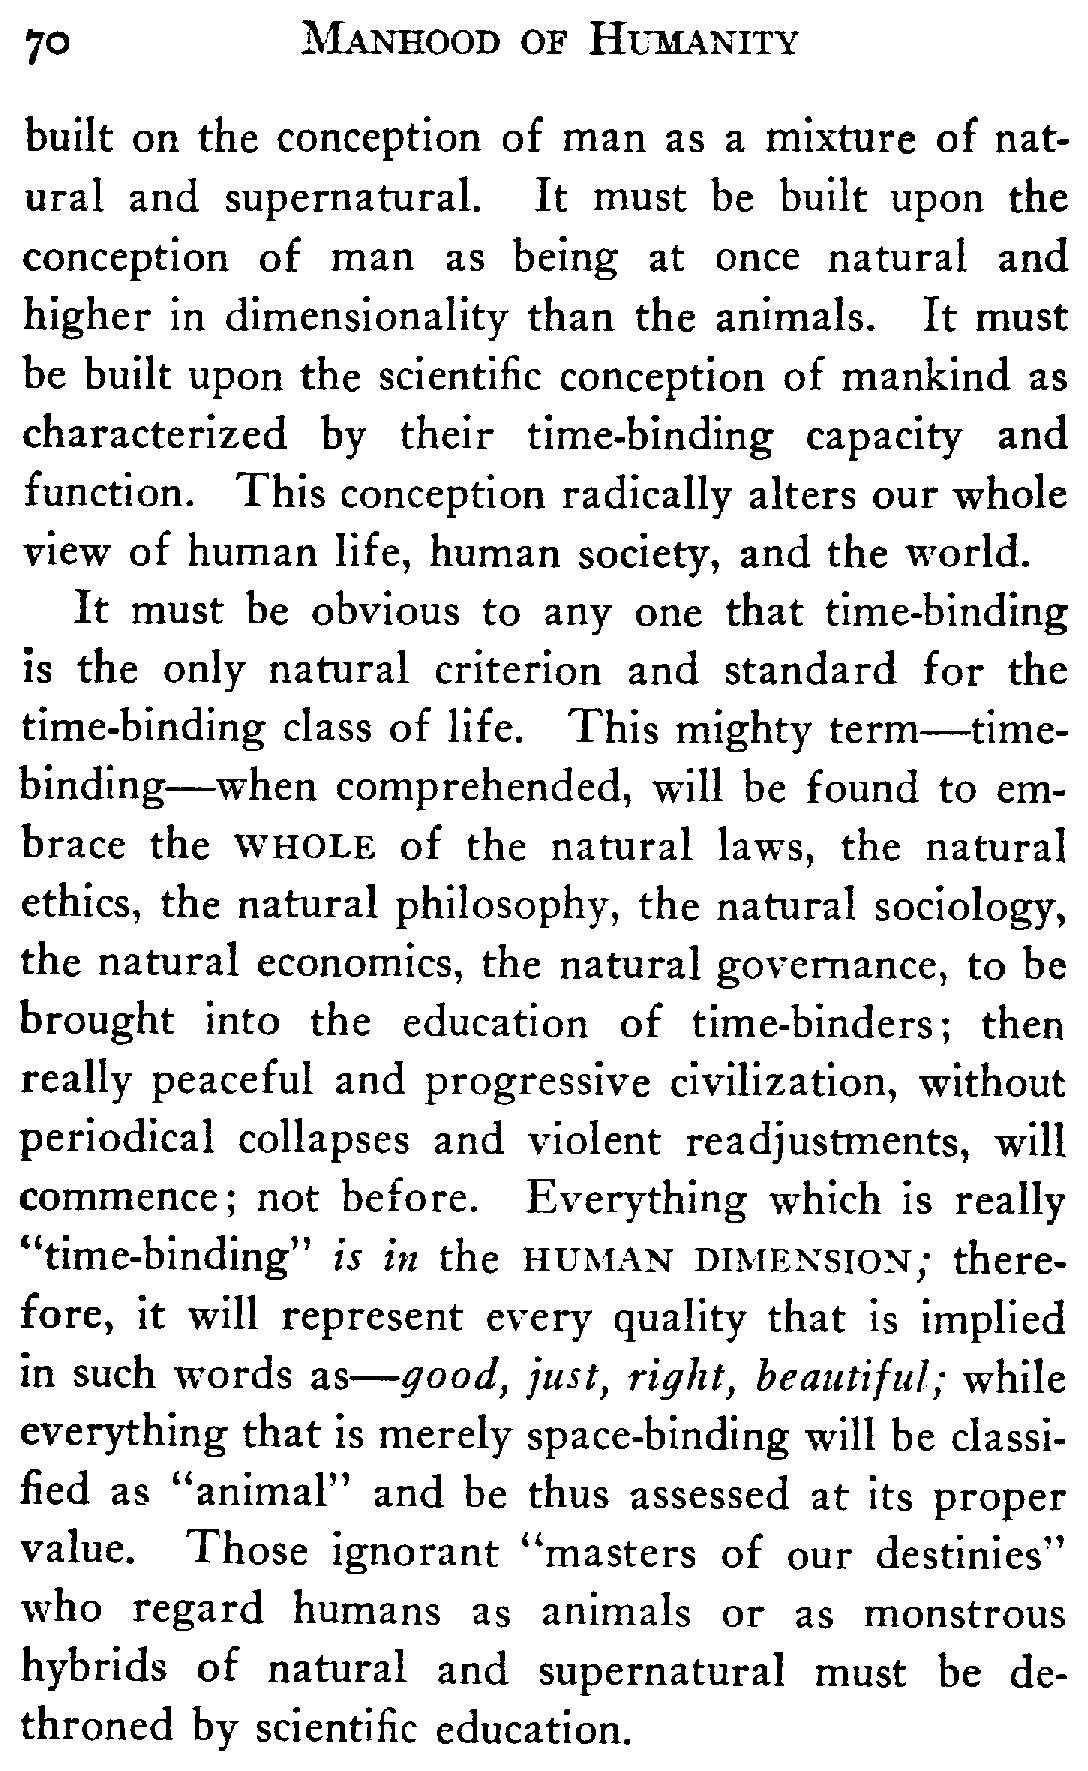 70 MANHOOD OF HUMANITY
built on the conception of man as a mixture of nat-
ural and supernatural. It must be built upon the
conception of man as being at once natural and
higher in dimensionality than the animals. It must
be built upon the scientific conception of mankind as
characterized by their time-binding capacity and
function. This conception radically alters our whole
view of human life, human society, and the world.
It must be obvious to any one that time-binding
is the only natural criterion and standard for the
time-binding class of life. This mighty term—time-
binding—when comprehended, will be found to em-
brace the WHOLE of the natural laws, the natural
ethics, the natural philosophy, the natural sociology,
the natural economics, the natural governance, to be
brought into the education of time-binders; then
really peaceful and progressive civilization, without
periodical collapses and violent readjustments, will
commence; not before. Everything which is really
“time-binding” is in the HUMAN DIMENSION; there-
fore, it will represent every quality that is implied
in such words as—good, just, right, beautiful; while
everything that is merely space-binding will be classi-
fied as “animal” and be thus assessed at its proper
value. Those ignorant “masters of our destinies”
who regard humans as animals or as monstrous
hybrids of natural and supernatural must be de-
throned by scientific education.